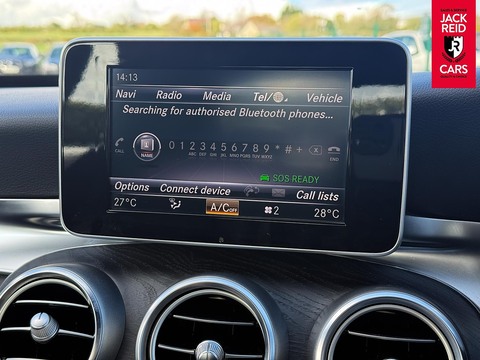 JACK
REID
CARS
14:13
Navi Radio Media Tel/ Vehicle
Searching for authorised Bluetooth phones...
1 2 3 4 5 6 7 8 9 * 0 # +
ABC DEF GHI JKL MNO PQRS TUV WXYZ
CALL
NAME
END
SOS READY
Options Connect device Call lists
27°C A/C OFF 2 28°C